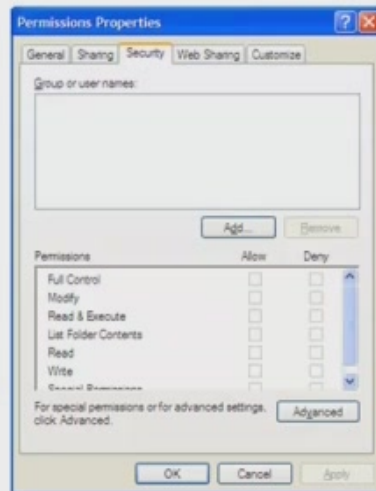 Permissions Properties
General Sharing Security Web Sharing Customize
Group or user names:
Add... Remove
Permissions Allow Deny
Full Control
Modify
Read & Execute
List Folder Contents
Read
Write
Special Permissions
For special permissions or for advanced settings, click Advanced.
Advanced
OK Cancel Apply